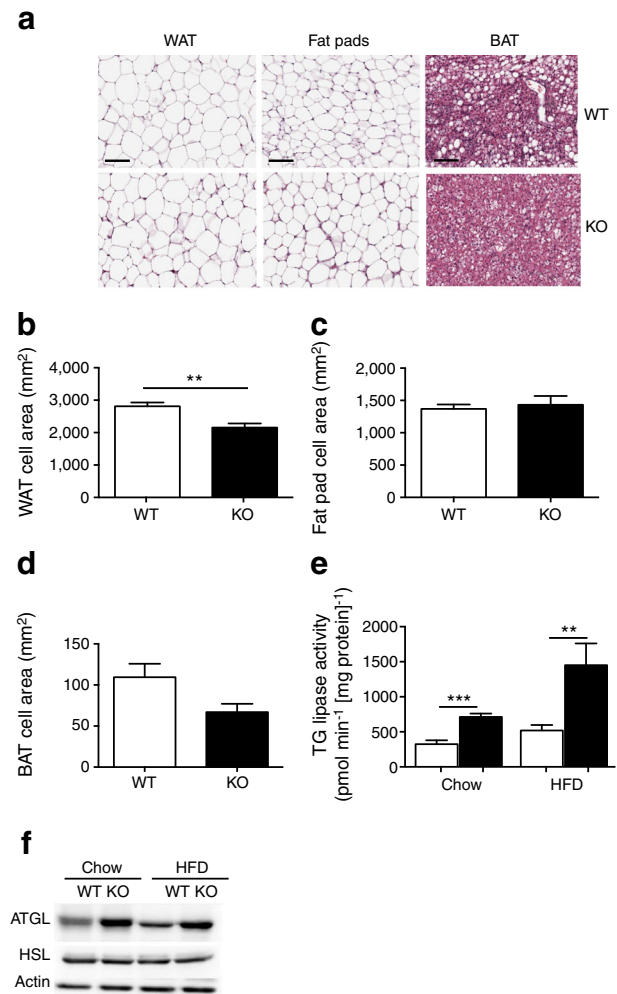 a
WAT Fat pads BAT
WT
KO
b
WAT cell area (mm²)
4,000
3,000
2,000
1,000
0
**
WT KO
c
Fat pad cell area (mm²)
2,000
1,500
1,000
500
0
WT KO
d
BAT cell area (mm²)
150
100
50
0
WT KO
e
TG lipase activity
(pmol min⁻¹ [mg protein]⁻¹)
2000
1500
1000
500
0
***
**
Chow HFD
f
Chow HFD
WT KO WT KO
ATGL
HSL
Actin